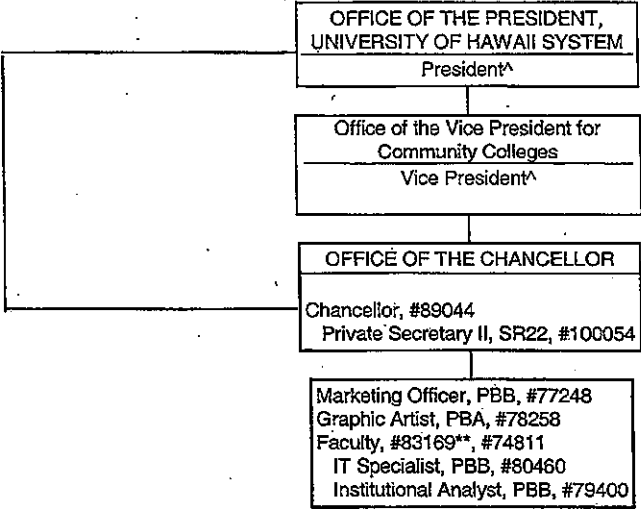 OFFICE OF THE PRESIDENT,
UNIVERSITY OF HAWAII SYSTEM
President^
Office of the Vice President for
Community Colleges
Vice President^
OFFICE OF THE CHANCELLOR
Chancellor, #89044
Private Secretary II, SR22, #100054
Marketing Officer, PBB, #77248
Graphic Artist, PBA, #78258
Faculty, #83169**, #74811
IT Specialist, PBB, #80460
Institutional Analyst, PBB, #79400